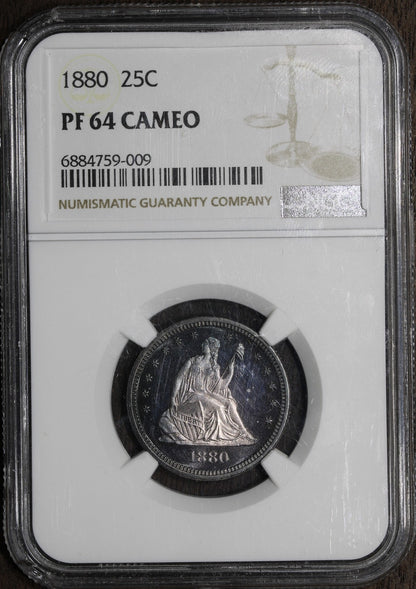 1880 25C
PF 64 CAMEO
6884759-009
NUMISMATIC GUARANTY COMPANY
1880